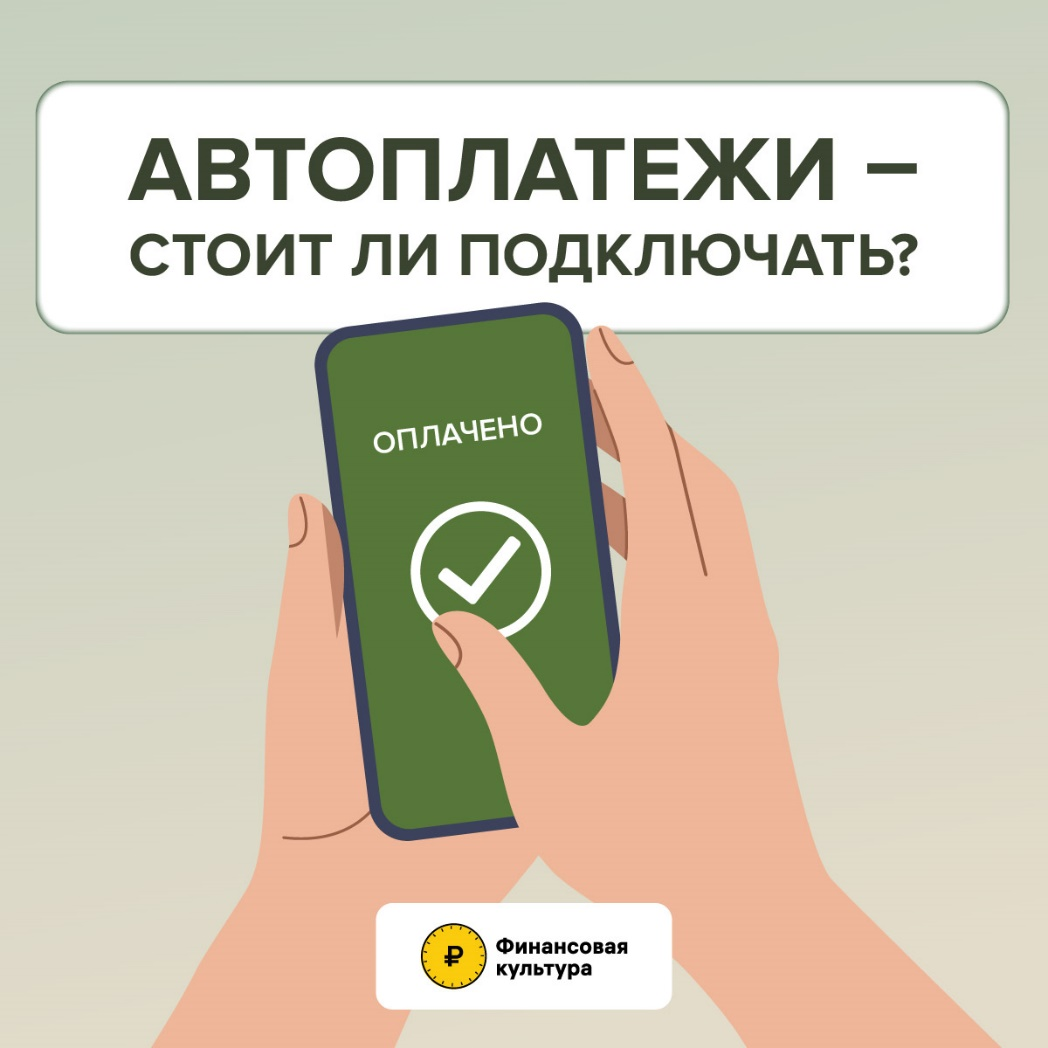 АВТОПЛАТЕЖИ –
СТОИТ ЛИ ПОДКЛЮЧАТЬ?
ОПЛАЧЕНО
₽
Финансовая
культура